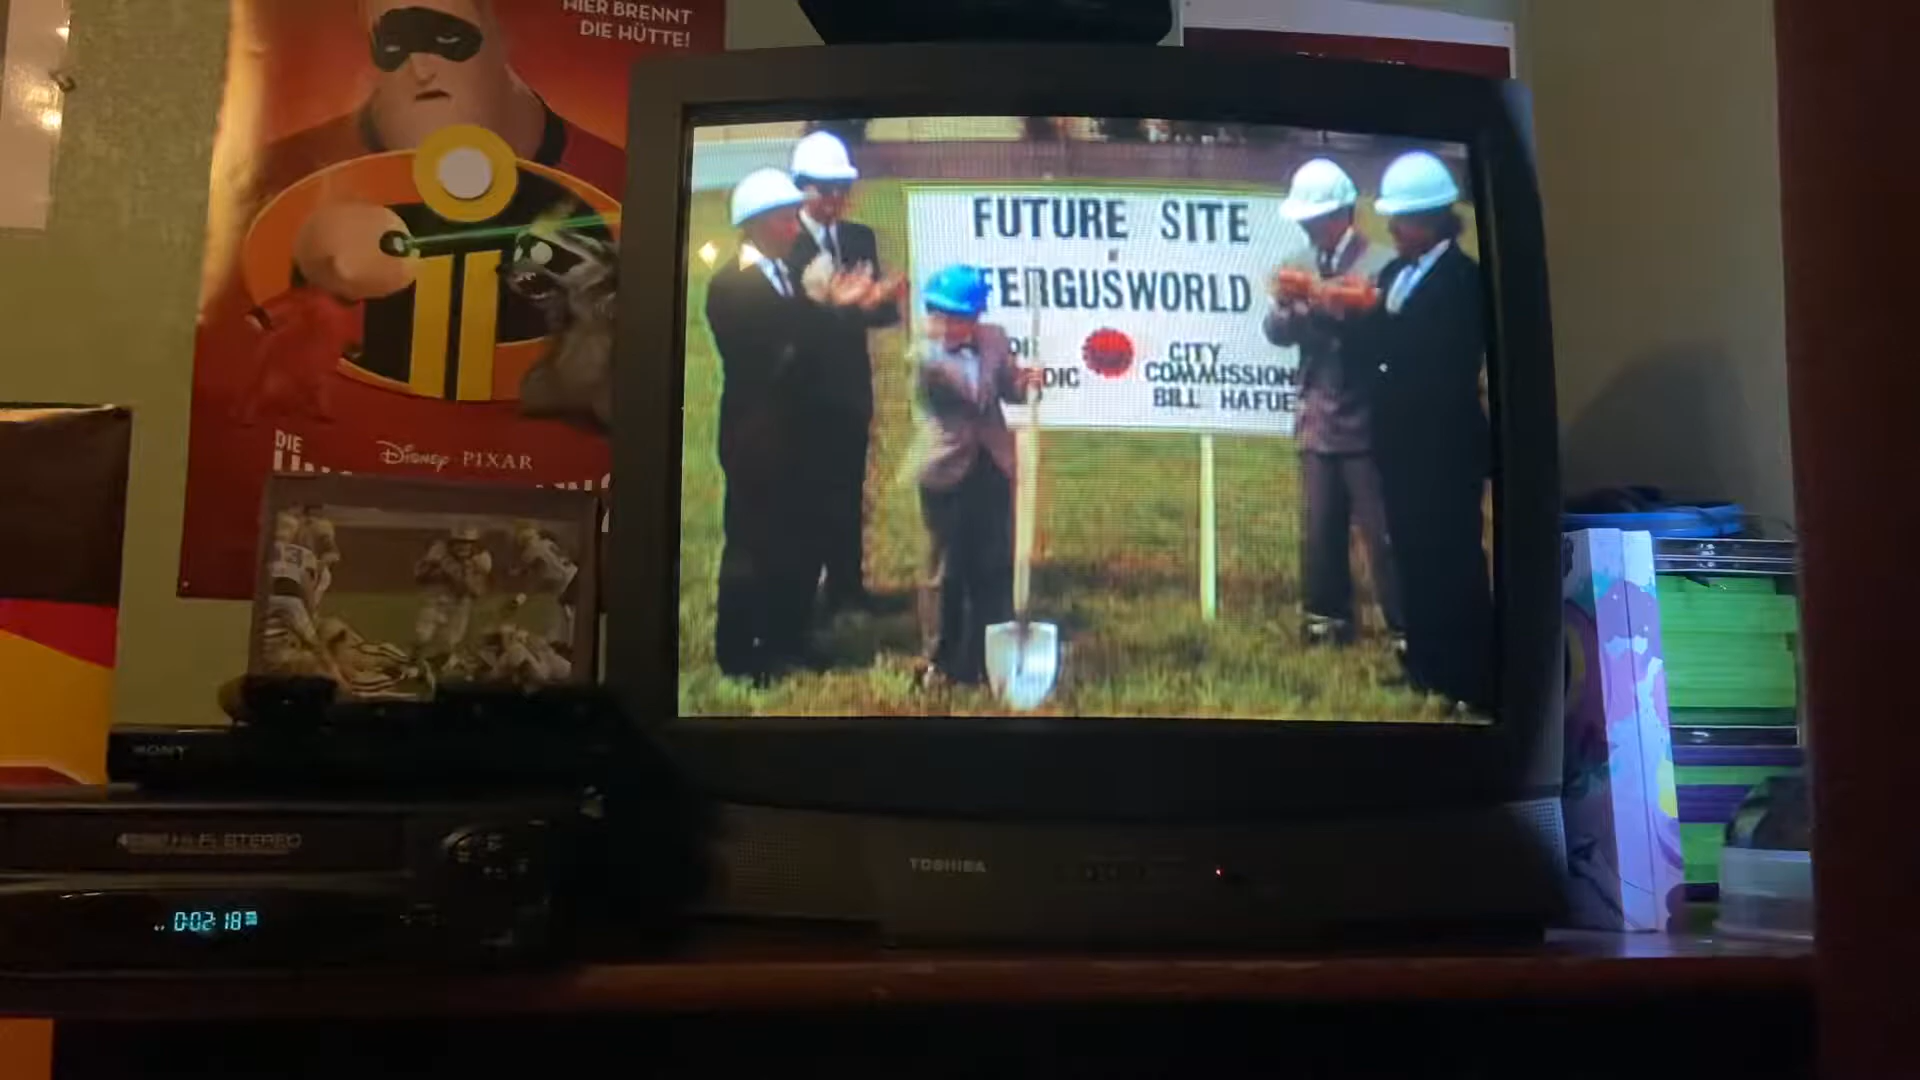 HIER BRENNT
DIE HÜTTE!
FUTURE SITE
FERGUSWORLD
CITY
COMMISSION
BILL HAFUE
DIC
DISNEY · PIXAR
DIE
SONY
HI-FI STEREO
TOSHIBA
0:02:18